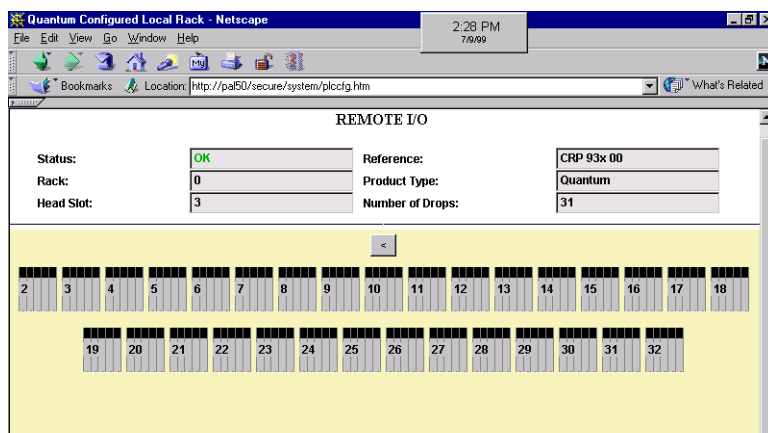 Quantum Configured Local Rack - Netscape
2:28 PM
7/9/99
File Edit View Go Window Help
My
Bookmarks Location: http://pal50/secure/system/plccfg.htm What's Related
REMOTE I/O
Status: OK Reference: CRP 93x 00
Rack: 0 Product Type: Quantum
Head Slot: 3 Number of Drops: 31
<
2 3 4 5 6 7 8 9 10 11 12 13 14 15 16 17 18
19 20 21 22 23 24 25 26 27 28 29 30 31 32